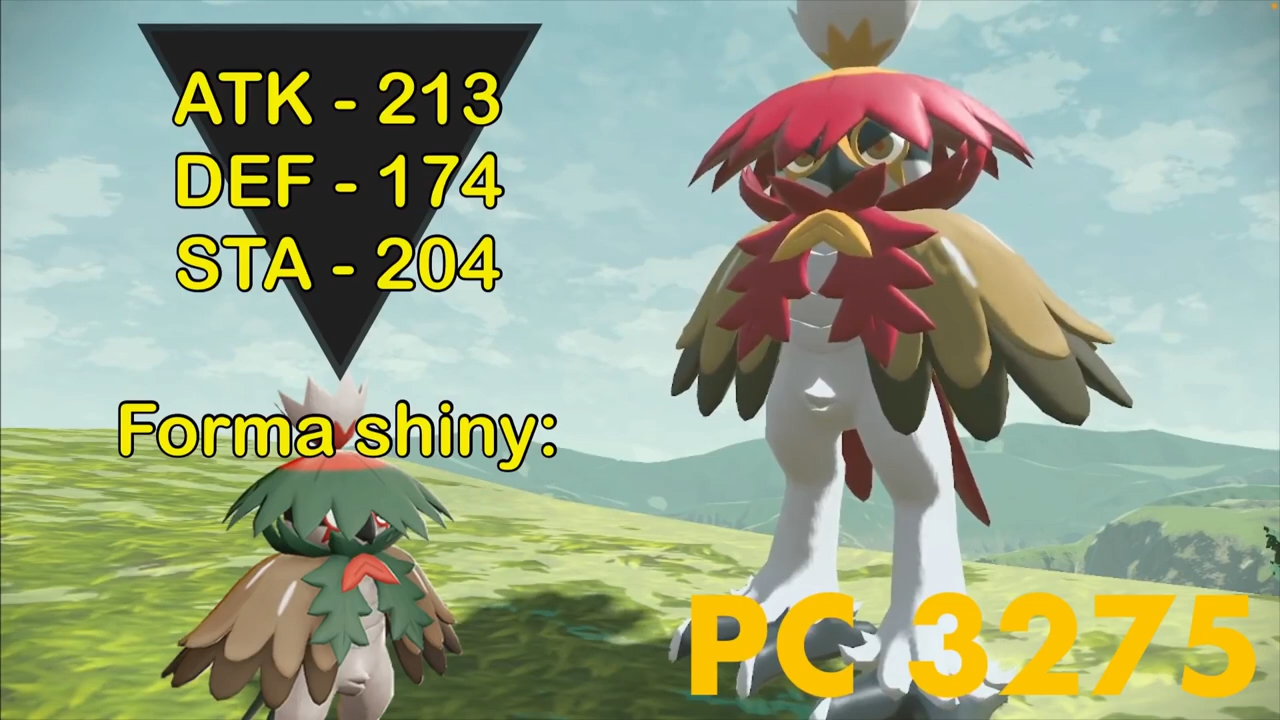 ATK - 213
DEF - 174
STA - 204
Forma shiny:
PC 3275